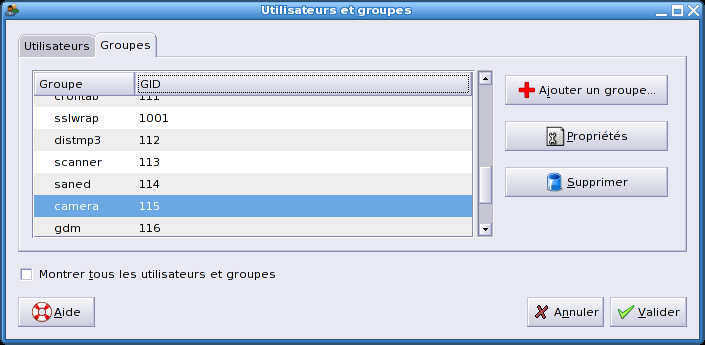 Utilisateurs et groupes
Utilisateurs Groupes
Groupe GID
crontab 111
sslwrap 1001
distmp3 112
scanner 113
saned 114
camera 115
gdm 116
Ajouter un groupe...
Propriétés
Supprimer
Montrer tous les utilisateurs et groupes
Aide Annuler Valider